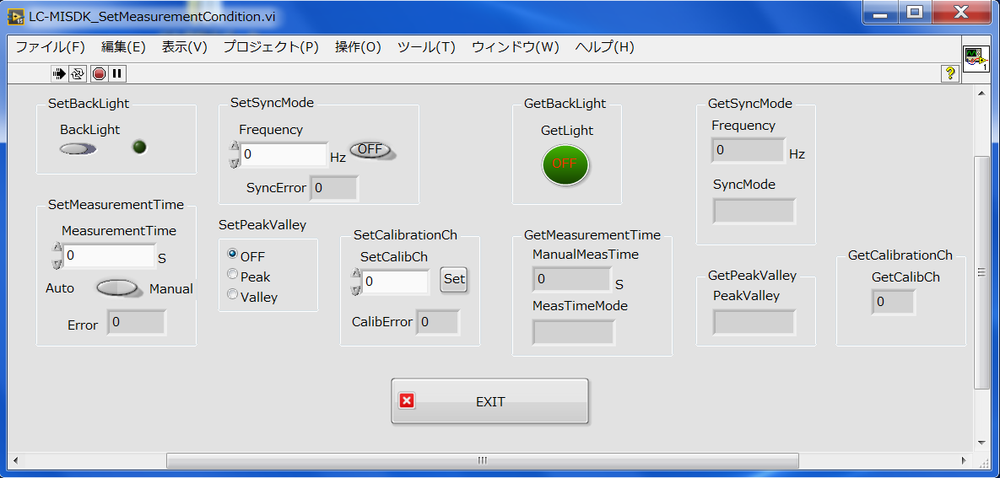 LC-MISDK_SetMeasurementCondition.vi
ファイル(F) 編集(E) 表示(V) プロジェクト(P) 操作(O) ツール(T) ウィンドウ(W) ヘルプ(H)
?
1
SetBackLight
BackLight
SetSyncMode
Frequency
0
Hz
OFF
SyncError
0
GetBackLight
GetLight
OFF
GetSyncMode
Frequency
0
Hz
SyncMode
SetMeasurementTime
MeasurementTime
0
S
Auto
Manual
Error
0
SetPeakValley
OFF
Peak
Valley
SetCalibrationCh
SetCalibCh
0
Set
CalibError
0
GetMeasurementTime
ManualMeasTime
0
S
MeasTimeMode
GetPeakValley
PeakValley
GetCalibrationCh
GetCalibCh
0
EXIT